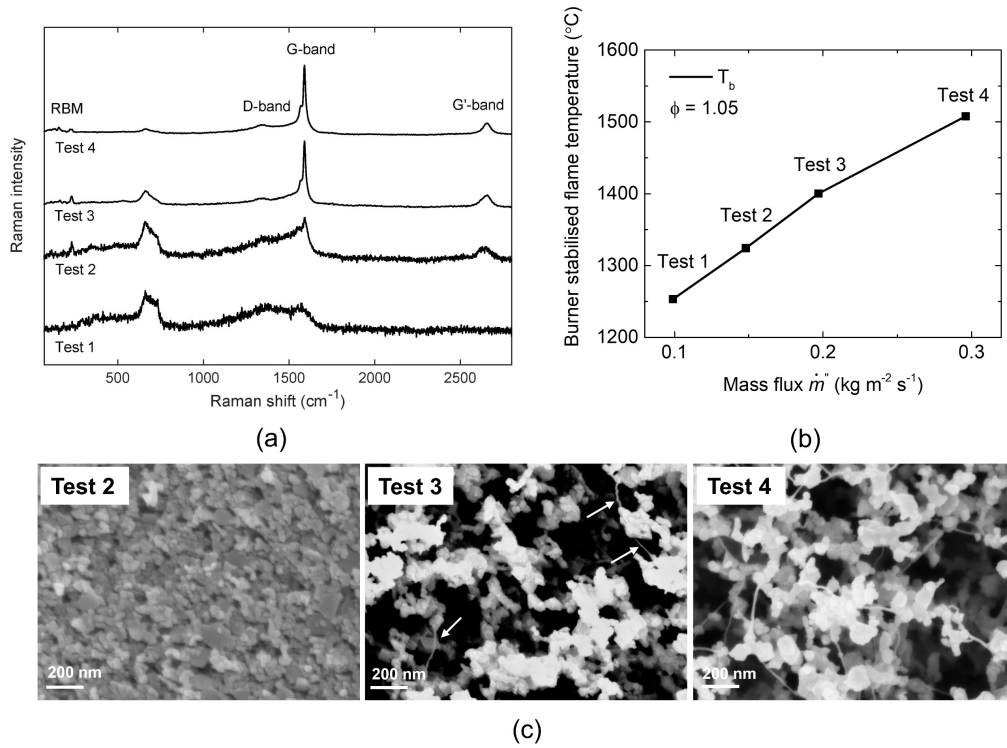 G-band
D-band
G'-band
RBM
Test 4
Test 3
Test 2
Test 1
Raman intensity
500 1000 1500 2000 2500
Raman shift (cm⁻¹)
(a)
Burner stabilised flame temperature (°C)
1600
1500
1400
1300
1200
T_b
ϕ = 1.05
Test 4
Test 3
Test 2
Test 1
0.1 0.2 0.3
Mass flux ṁ" (kg m⁻² s⁻¹)
(b)
Test 2
200 nm
Test 3
200 nm
Test 4
200 nm
(c)